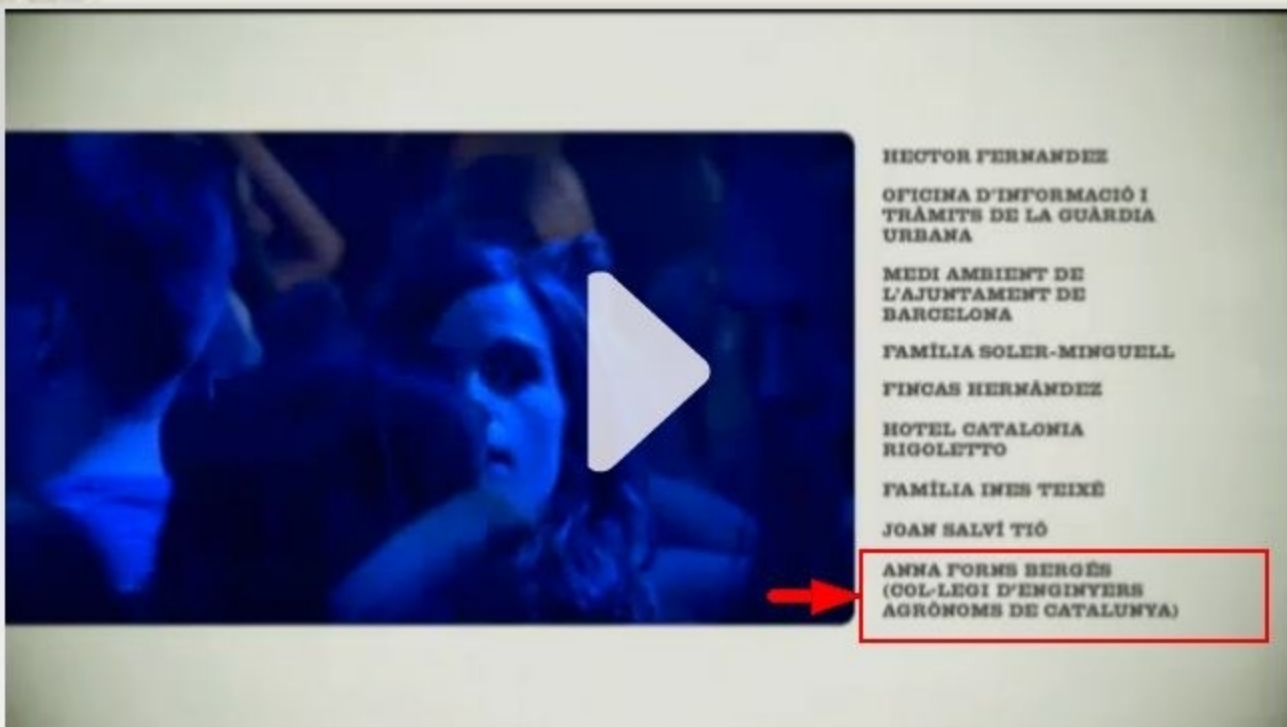 HECTOR FERNANDEZ
OFICINA D'INFORMACIÓ I
TRÀMITS DE LA GUÀRDIA
URBANA
MEDI AMBIENT DE
L'AJUNTAMENT DE
BARCELONA
FAMÍLIA SOLER-MINGUELL
FINCAS HERNÁNDEZ
HOTEL CATALONIA
RIGOLETTO
FAMÍLIA INES TEIXÉ
JOAN SALVÍ TIÓ
ANNA FORNS BERGÉS
(COL·LEGI D'ENGINYERS
AGRÒNOMS DE CATALUNYA)